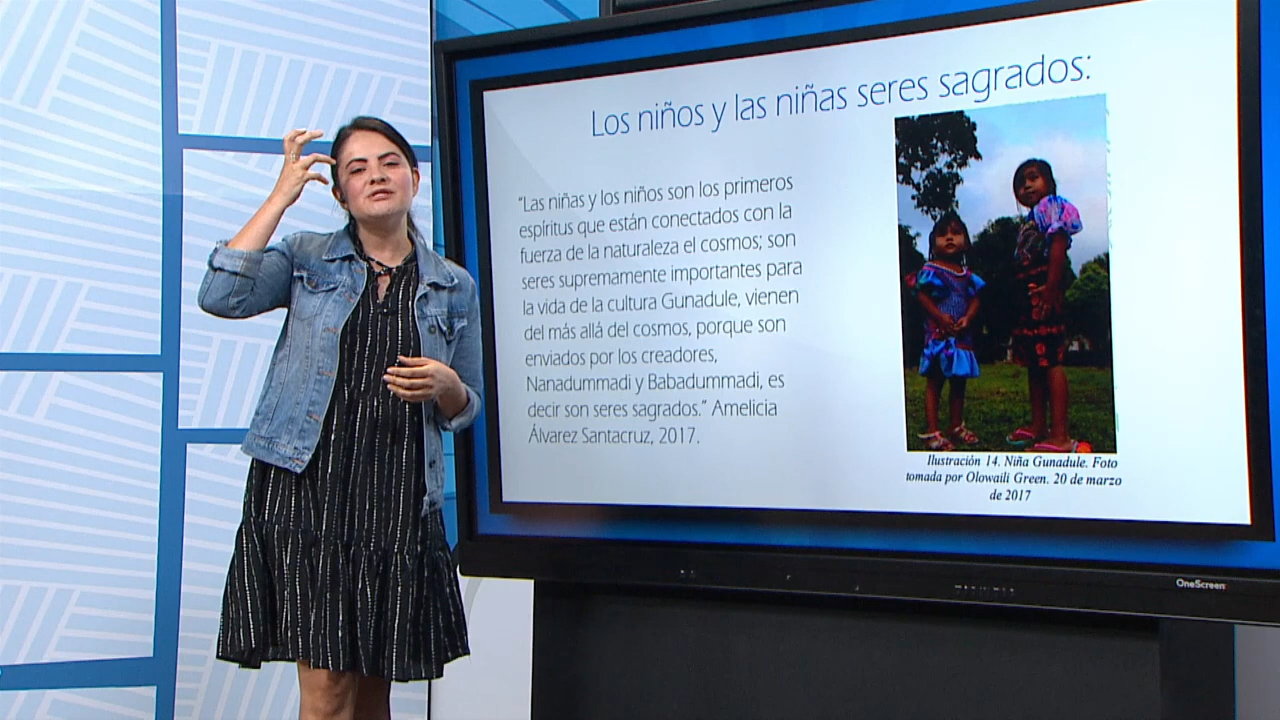 Los niños y las niñas seres sagrados:
“Las niñas y los niños son los primeros
espíritus que están conectados con la
fuerza de la naturaleza el cosmos; son
seres supremamente importantes para
la vida de la cultura Gunadule, vienen
del más allá del cosmos, porque son
enviados por los creadores,
Nanadummadi y Babadummadi, es
decir son seres sagrados.” Amelicia
Álvarez Santacruz, 2017.
Ilustración 14. Niña Gunadule. Foto
tomada por Olowaili Green. 20 de marzo
de 2017
OneScreen